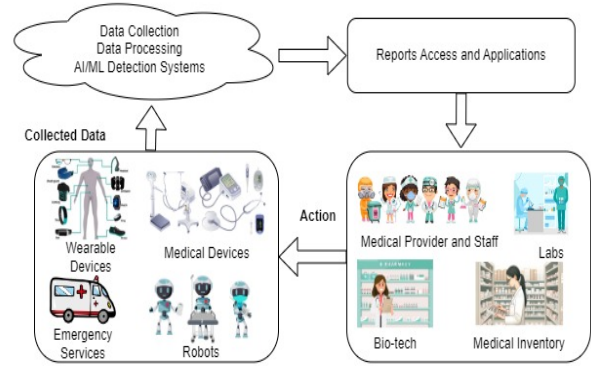 Data Collection
Data Processing
AI/ML Detection Systems
Reports Access and Applications
Collected Data
Action
Wearable
Devices
Medical Devices
Emergency
Services
Robots
Medical Provider and Staff
Labs
Bio-tech
Medical Inventory